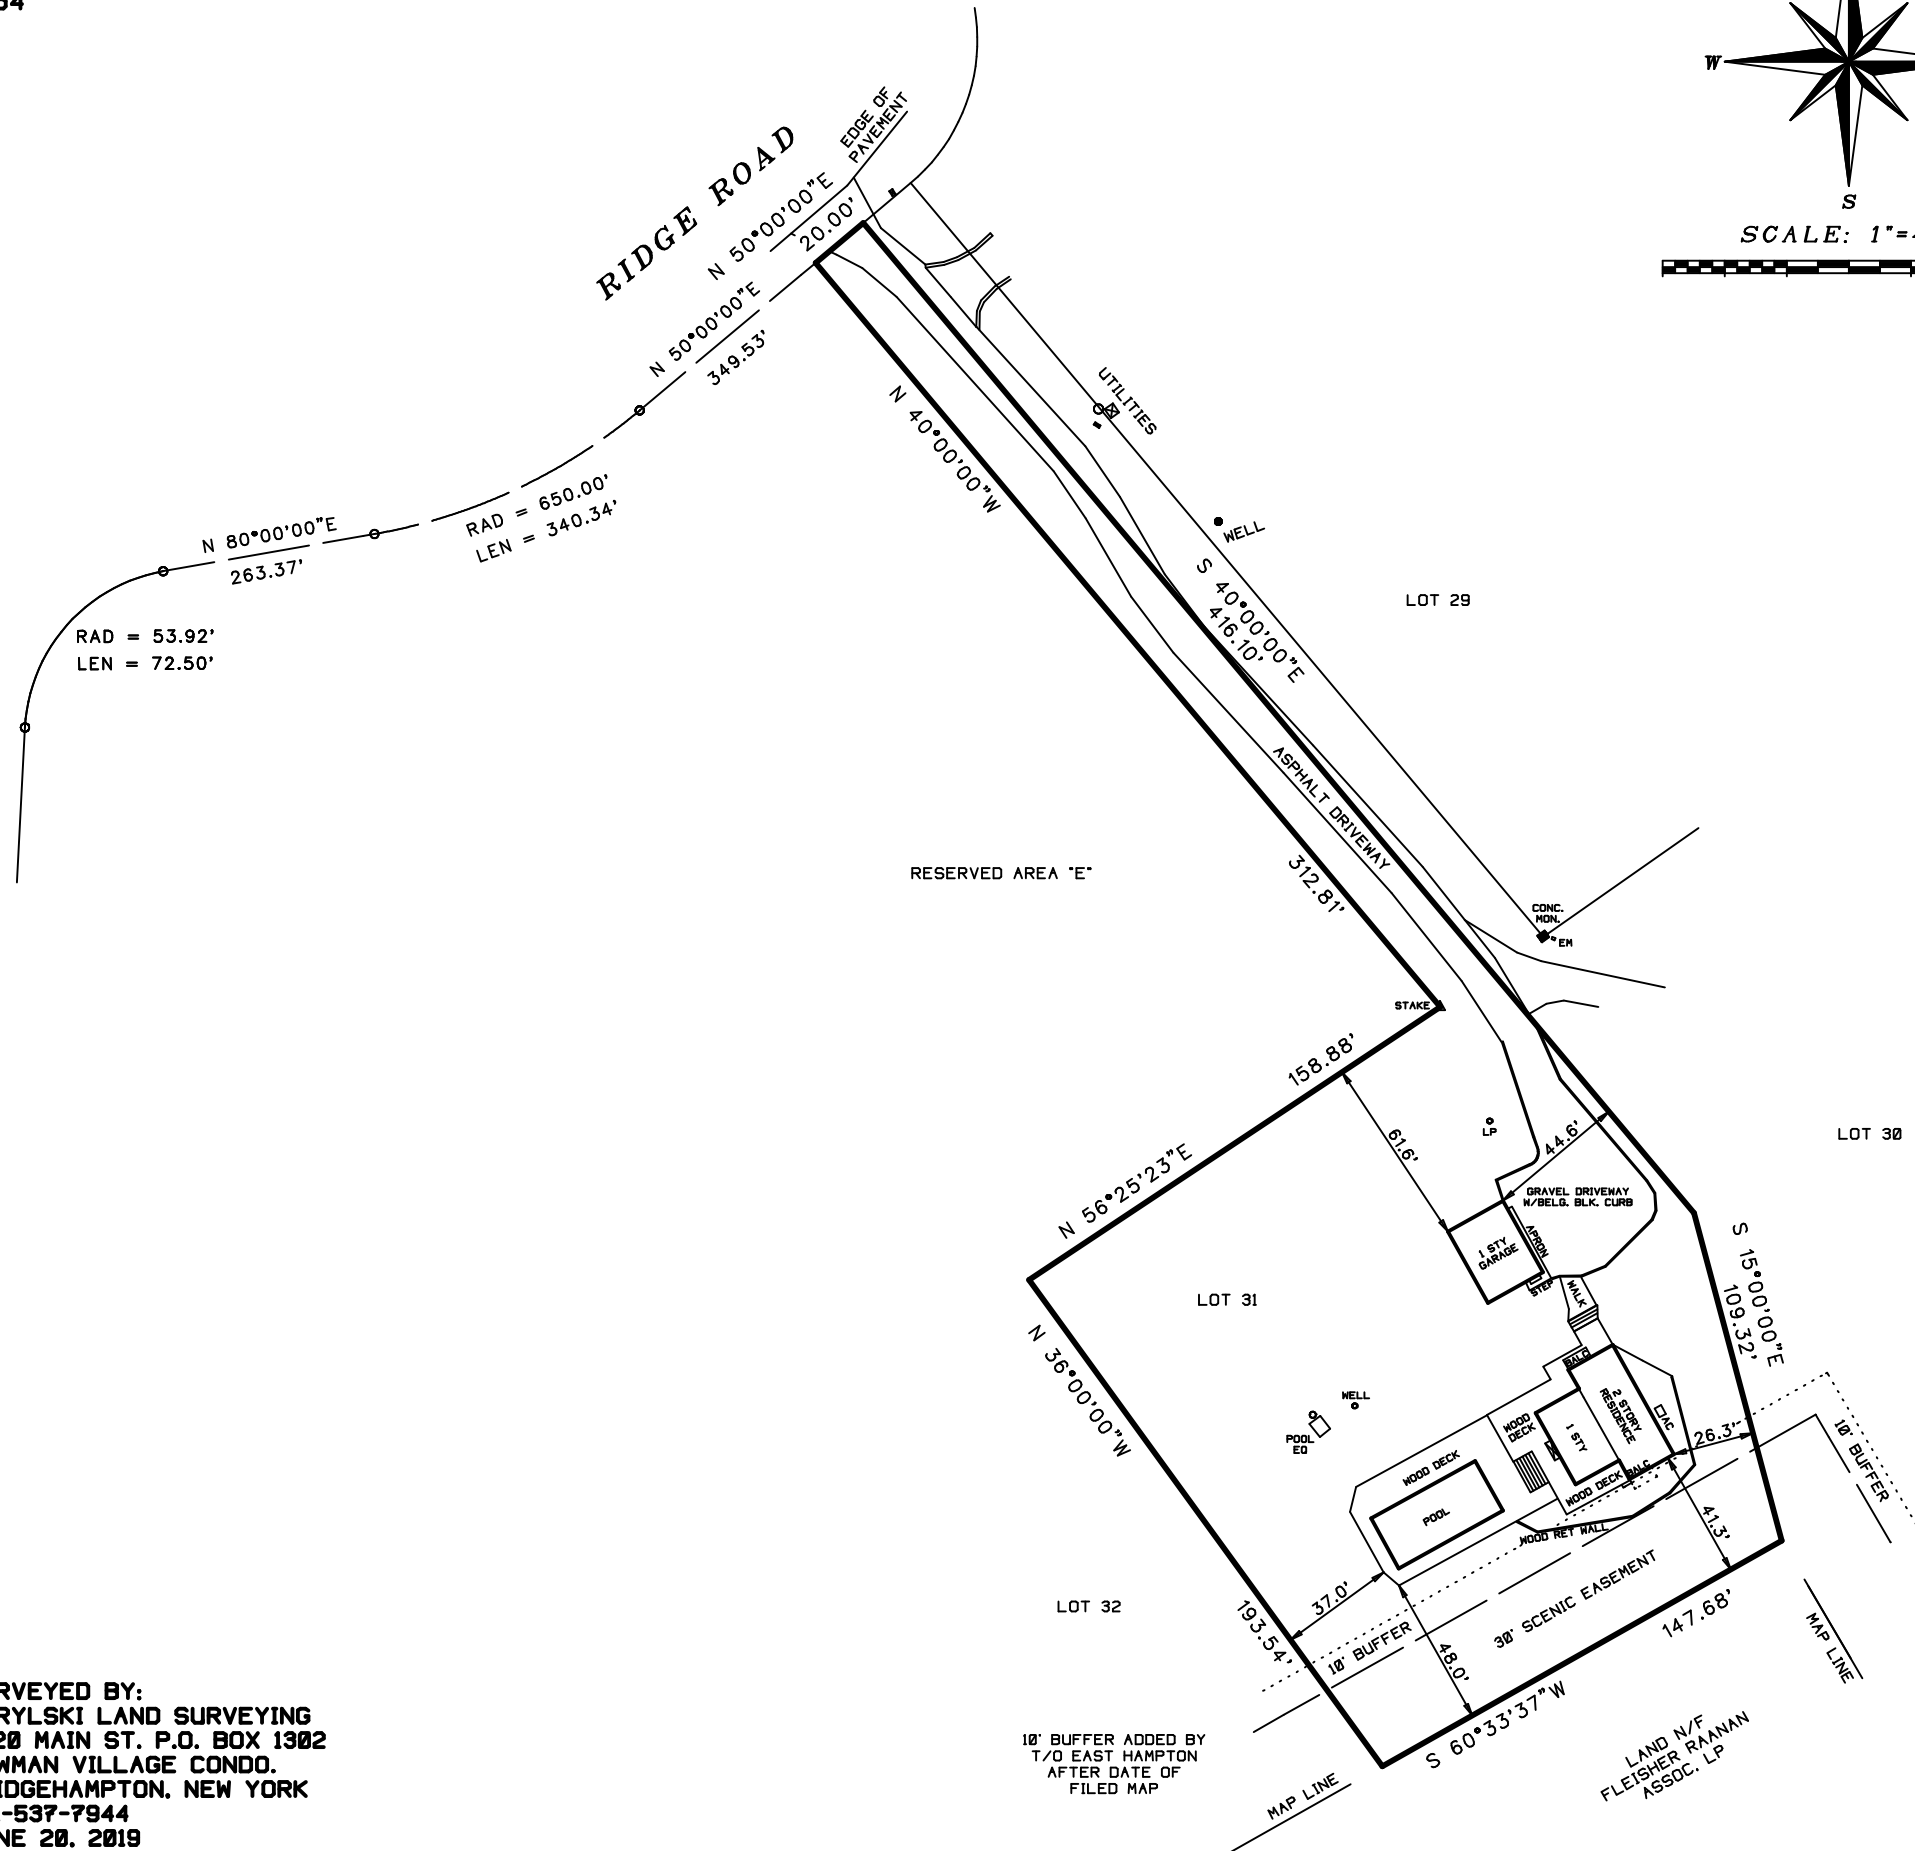 W
S
SCALE: 1"=
EDGE OF
PAVEMENT
RIDGE ROAD
N 50°00'00"E
20.00'
N 50°00'00"E
349.53'
N 40°00'00"W
312.81'
UTILITIES
WELL
S 40°00'00"E
416.10'
LOT 29
RAD = 650.00'
LEN = 340.34'
N 80°00'00"E
263.37'
RAD = 53.92'
LEN = 72.50'
ASPHALT DRIVEWAY
RESERVED AREA "E"
CONC.
MON.
EM
STAKE
158.88'
N 56°25'23"E
61.6'
LP
44.6'
LOT 30
GRAVEL DRIVEWAY
W/BELG. BLK. CURB
1 STY
GARAGE
APRON
STEP
WALK
S 15°00'00"E
109.32'
LOT 31
N 36°00'00"W
193.54'
BALC
2 STORY
RESIDENCE
AC
26.3'
10' BUFFER
WELL
POOL
EQ
WOOD
DECK
1 STY
WOOD DECK
BALC
WOOD DECK
POOL
WOOD RET WALL
41.3'
30' SCENIC EASEMENT
37.0'
LOT 32
10' BUFFER
48.0'
147.68'
MAP LINE
S 60°33'37"W
LAND N/F
FLEISHER RAANAN
ASSOC. LP
10' BUFFER ADDED BY
T/O EAST HAMPTON
AFTER DATE OF
FILED MAP
MAP LINE
RVEYED BY:
RYLSKI LAND SURVEYING
20 MAIN ST. P.O. BOX 1302
WMAN VILLAGE CONDO.
IDGEHAMPTON, NEW YORK
-537-7944
NE 20, 2019